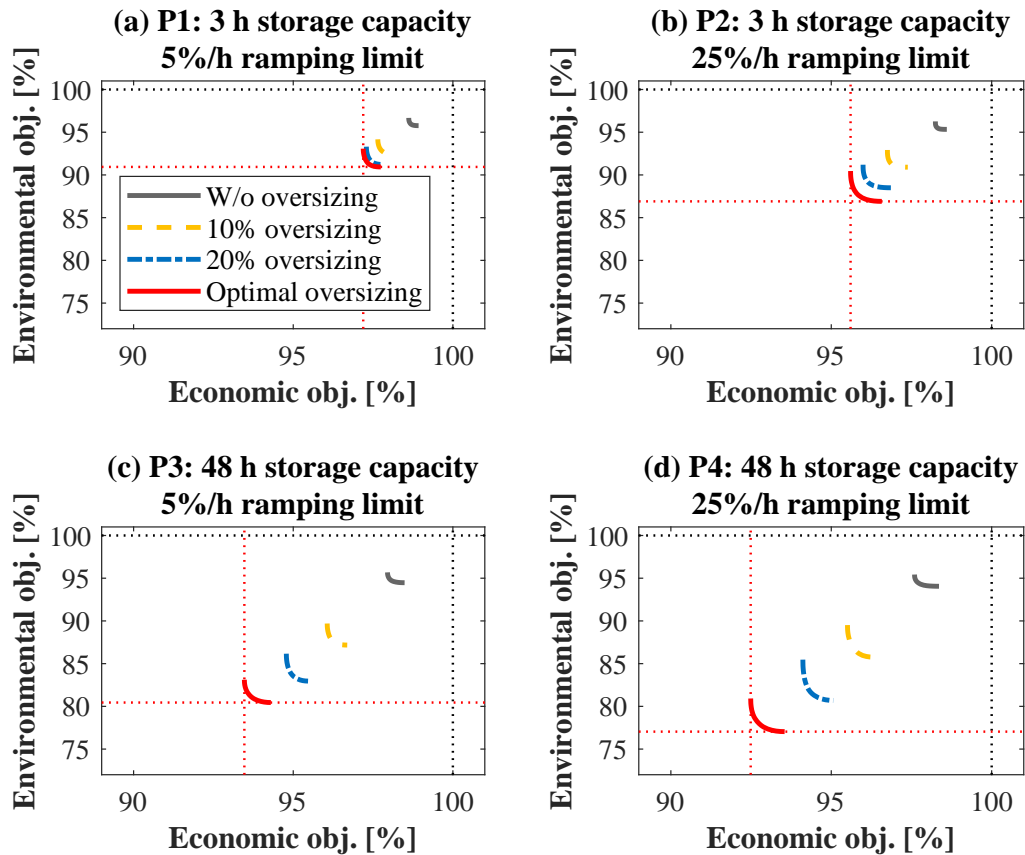 (a) P1: 3 h storage capacity
5%/h ramping limit
Environmental obj. [%]
100
95
90
85
80
75
W/o oversizing
10% oversizing
20% oversizing
Optimal oversizing
90
95
100
Economic obj. [%]
(b) P2: 3 h storage capacity
25%/h ramping limit
Environmental obj. [%]
100
95
90
85
80
75
90
95
100
Economic obj. [%]
(c) P3: 48 h storage capacity
5%/h ramping limit
Environmental obj. [%]
100
95
90
85
80
75
90
95
100
Economic obj. [%]
(d) P4: 48 h storage capacity
25%/h ramping limit
Environmental obj. [%]
100
95
90
85
80
75
90
95
100
Economic obj. [%]